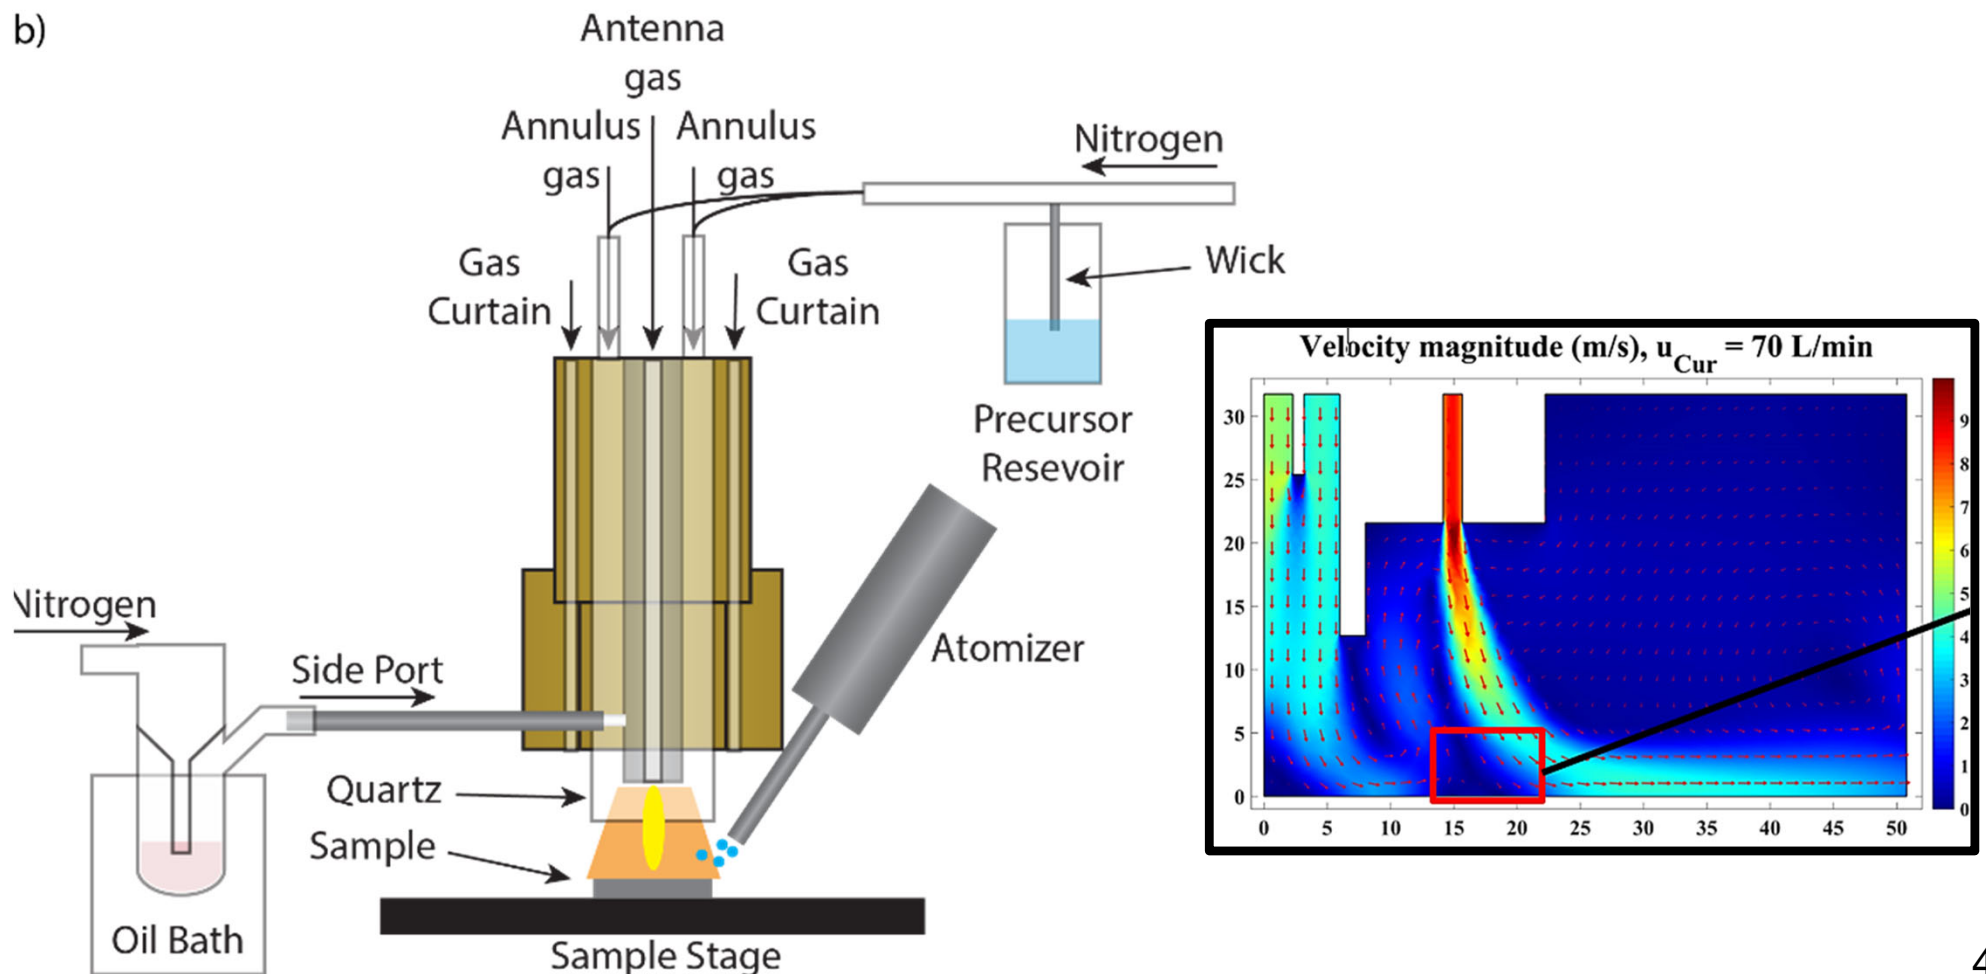 b)
Antenna
gas
Annulus
gas
Annulus
gas
Nitrogen
Wick
Gas
Curtain
Gas
Curtain
Precursor
Resevoir
Velocity magnitude (m/s), u_Cur = 70 L/min
30
25
20
15
10
5
0
0 5 10 15 20 25 30 35 40 45 50
9
8
7
6
5
4
3
2
1
0
Nitrogen
Side Port
Atomizer
Quartz
Sample
Oil Bath
Sample Stage
4